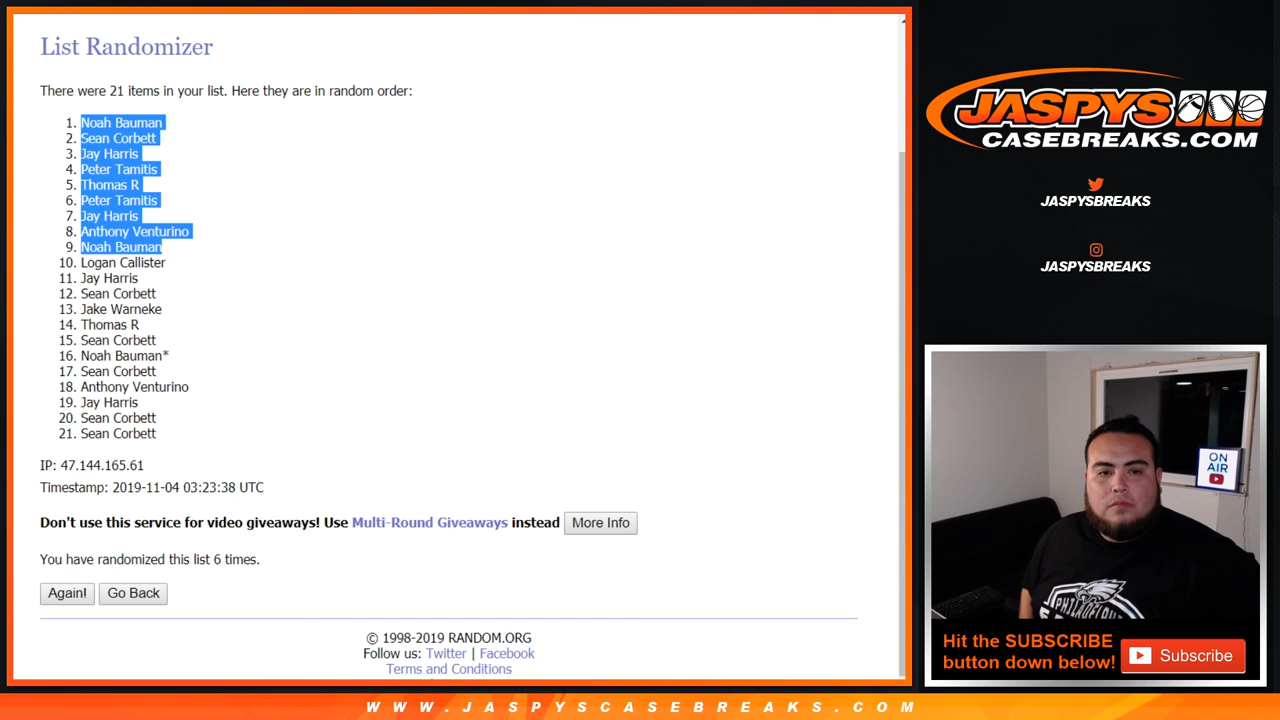 List Randomizer
There were 21 items in your list. Here they are in random order:
1. Noah Bauman
2. Sean Corbett
3. Jay Harris
4. Peter Tamitis
5. Thomas R
6. Peter Tamitis
7. Jay Harris
8. Anthony Venturino
9. Noah Bauman
10. Logan Callister
11. Jay Harris
12. Sean Corbett
13. Jake Warneke
14. Thomas R
15. Sean Corbett
16. Noah Bauman*
17. Sean Corbett
18. Anthony Venturino
19. Jay Harris
20. Sean Corbett
21. Sean Corbett
IP: 47.144.165.61
Timestamp: 2019-11-04 03:23:38 UTC
Don't use this service for video giveaways! Use Multi-Round Giveaways instead More Info
You have randomized this list 6 times.
Again! Go Back
© 1998-2019 RANDOM.ORG
Follow us: Twitter | Facebook
Terms and Conditions
JASPYS
CASEBREAKS.COM
JASPYSBREAKS
JASPYSBREAKS
ON
AIR
Hit the SUBSCRIBE
button down below!
Subscribe
WWW.JASPYSCASEBREAKS.COM